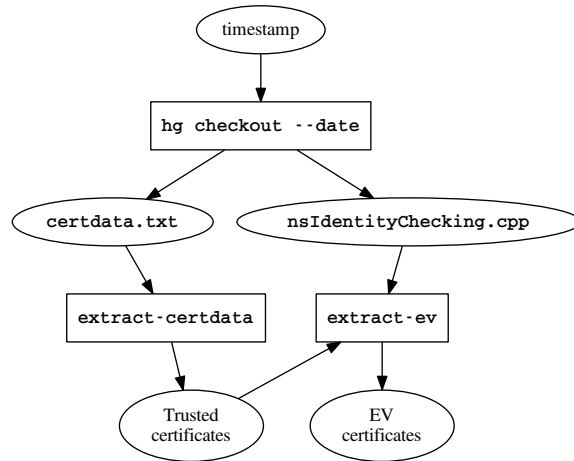 timestamp
hg checkout --date
certdata.txt
nsIdentityChecking.cpp
extract-certdata
extract-ev
Trusted
certificates
EV
certificates